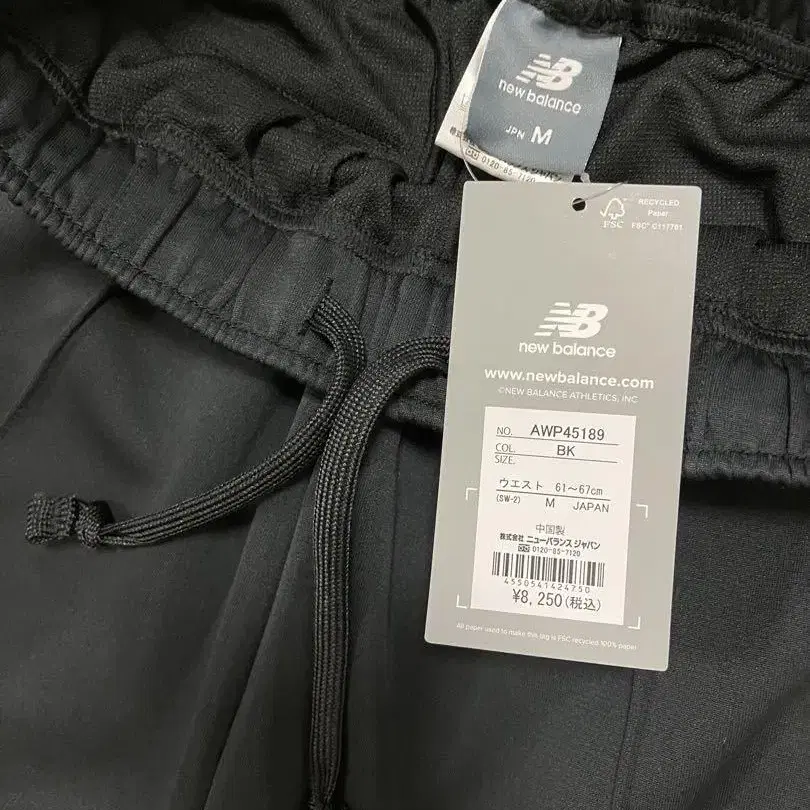 new balance
JPN M
0120-85-7120
FSC
RECYCLED
Paper
FSC® C117781
new balance
www.newbalance.com
©NEW BALANCE ATHLETICS, INC
NO. AWP45189
COL. BK
SIZE.
ウエスト 61～67cm
(SW-2) M JAPAN
中国製
株式会社 ニューバランス ジャパン
0120-85-7120
4550541424750
¥8,250(税込)
All paper used to make this tag is FSC recycled 100% paper